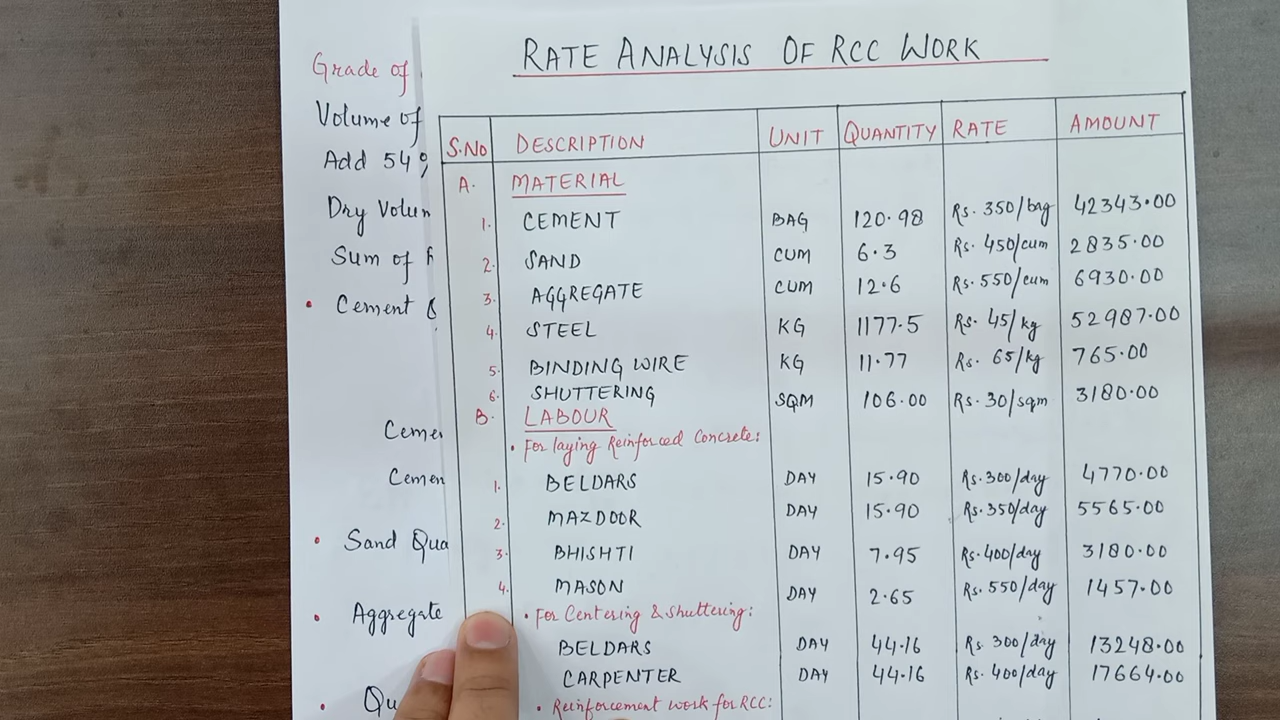 RATE ANALYSIS OF RCC WORK
Grade of
Volume of
Add 54%
Dry Volum
Sum of
• Cement Q
Ceme
Cemen
• Sand Qua
• Aggregate
• Qu
S.NO DESCRIPTION UNIT QUANTITY RATE AMOUNT
A. MATERIAL
1. CEMENT BAG 120.98 Rs. 350/bag 42343.00
2. SAND CUM 6.3 Rs. 450/cum 2835.00
3. AGGREGATE CUM 12.6 Rs. 550/cum 6930.00
4. STEEL KG 1177.5 Rs. 45/kg 52987.00
5. BINDING WIRE KG 11.77 Rs. 65/kg 765.00
6. SHUTTERING SQM 106.00 Rs. 30/sqm 3180.00
B. LABOUR
• For laying Reinforced Concrete:
1. BELDARS DAY 15.90 Rs. 300/day 4770.00
2. MAZDOOR DAY 15.90 Rs. 350/day 5565.00
3. BHISHTI DAY 7.95 Rs. 400/day 3180.00
4. MASON DAY 2.65 Rs. 550/day 1457.00
• For Centering & Shuttering:
BELDARS DAY 44.16 Rs. 300/day 13248.00
CARPENTER DAY 44.16 Rs. 400/day 17664.00
• Reinforcement work for RCC: